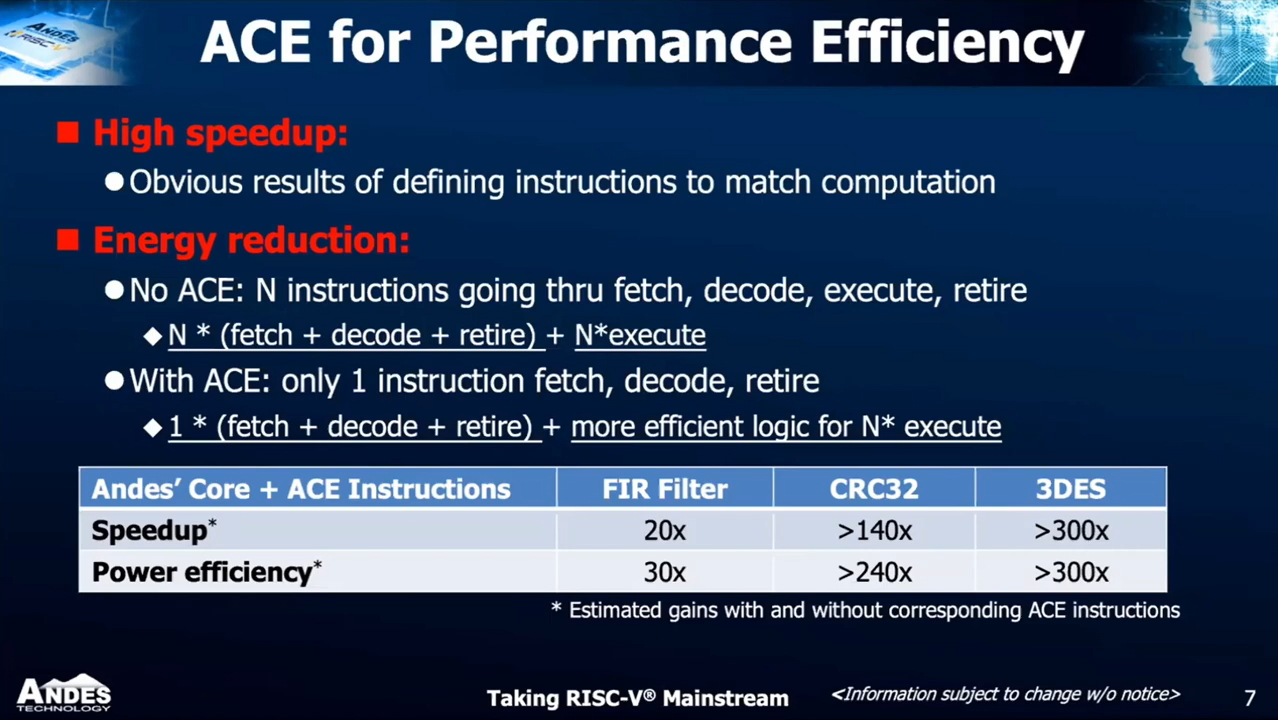 ANDES
RISC-V
ACE for Performance Efficiency
■ High speedup:
● Obvious results of defining instructions to match computation
■ Energy reduction:
● No ACE: N instructions going thru fetch, decode, execute, retire
◆ N * (fetch + decode + retire) + N*execute
● With ACE: only 1 instruction fetch, decode, retire
◆ 1 * (fetch + decode + retire) + more efficient logic for N* execute
Andes' Core + ACE Instructions FIR Filter CRC32 3DES
Speedup* 20x >140x >300x
Power efficiency* 30x >240x >300x
* Estimated gains with and without corresponding ACE instructions
ANDES
TECHNOLOGY
Taking RISC-V® Mainstream <Information subject to change w/o notice> 7